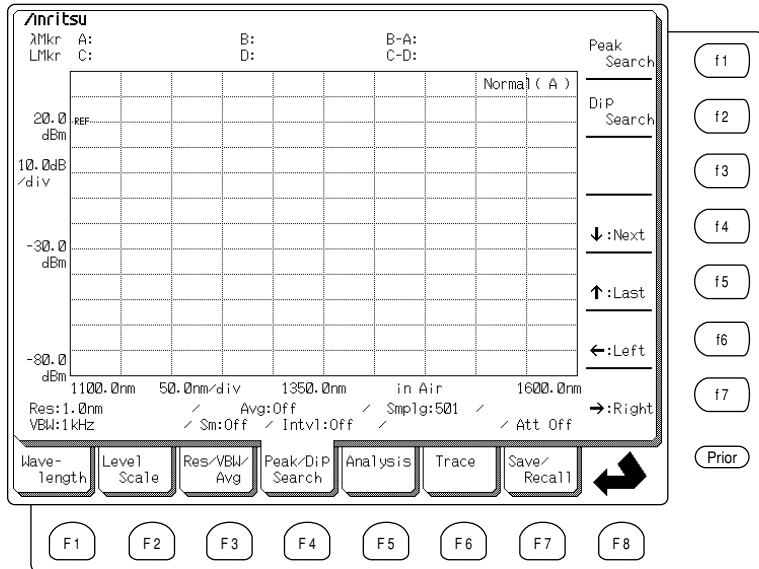 Anritsu
λMkr A: B: B-A:
LMkr C: D: C-D:
Normal ( A )
20.0 REF
dBm
10.0dB
/div
-30.0
dBm
-80.0
dBm
1100.0nm 50.0nm/div 1350.0nm in Air 1600.0nm
Res:1.0nm / Avg:Off / Smplg:501 /
VBW:1kHz / Sm:Off / Intvl:Off / / Att Off
Peak
Search
Dip
Search
↓:Next
↑:Last
←:Left
→:Right
Wave-
length
Level
Scale
Res/VBW/
Avg
Peak/Dip
Search
Analysis
Trace
Save/
Recall
f1
f2
f3
f4
f5
f6
f7
Prior
F1 F2 F3 F4 F5 F6 F7 F8